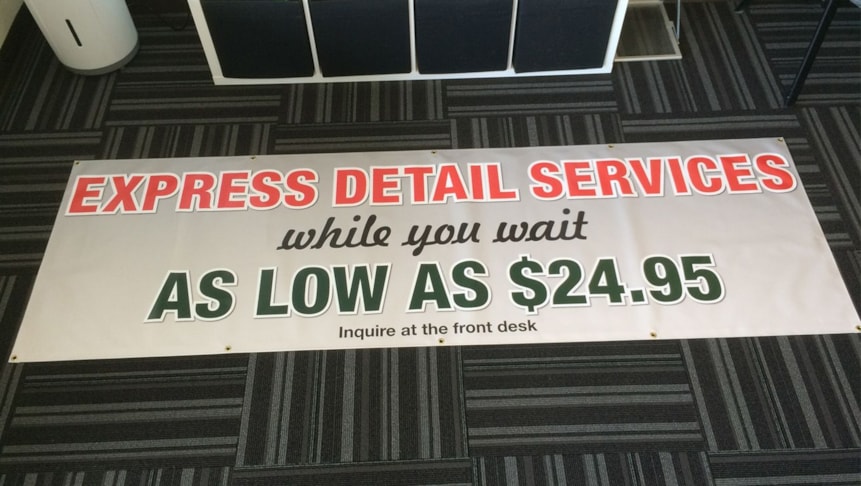 EXPRESS DETAIL SERVICES
while you wait
AS LOW AS $24.95
Inquire at the front desk